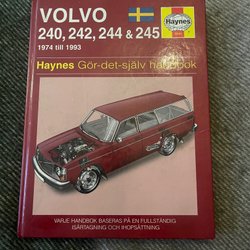 VOLVO
Haynes
240, 242, 244 & 245
1974 till 1993
Haynes Gör-det-själv handbok
VARJE HANDBOK BASERAS PÅ EN FULLSTÄNDIG
ISÄRTAGNING OCH IHOPSÄTTNING